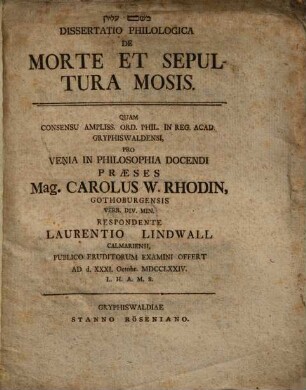 בשם עליון
DISSERTATIO PHILOLOGICA
DE
MORTE ET SEPUL-
TURA MOSIS.
QUAM
CONSENSU AMPLISS. ORD. PHIL. IN REG. ACAD.
GRYPHISWALDENSI,
PRO
VENIA IN PHILOSOPHIA DOCENDI
PRÆSES
Mag. CAROLUS W. RHODIN,
GOTHOBURGENSIS
VERB. DIV. MIN.
RESPONDENTE
LAURENTIO LINDWALL
CALMARIENSI,
PUBLICO ERUDITORUM EXAMINI OFFERT
AD d. XXXI. Octobr. MDCCLXXIV.
L. H. A. M. S.
GRYPHISWALDIAE
STANNO RÖSENIANO.